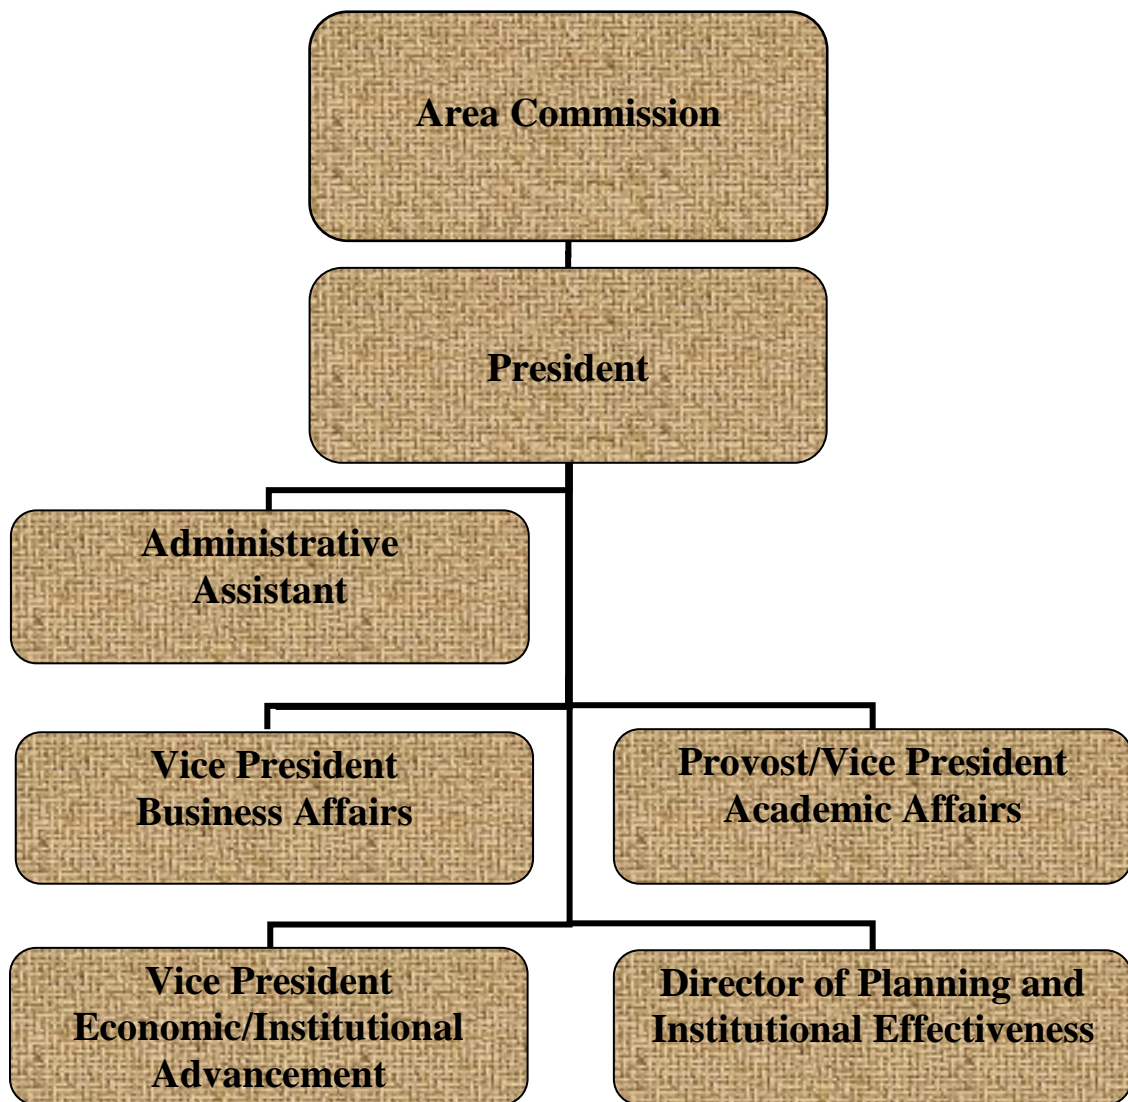 Area Commission
President
Administrative
Assistant
Vice President
Business Affairs
Provost/Vice President
Academic Affairs
Vice President
Economic/Institutional
Advancement
Director of Planning and
Institutional Effectiveness